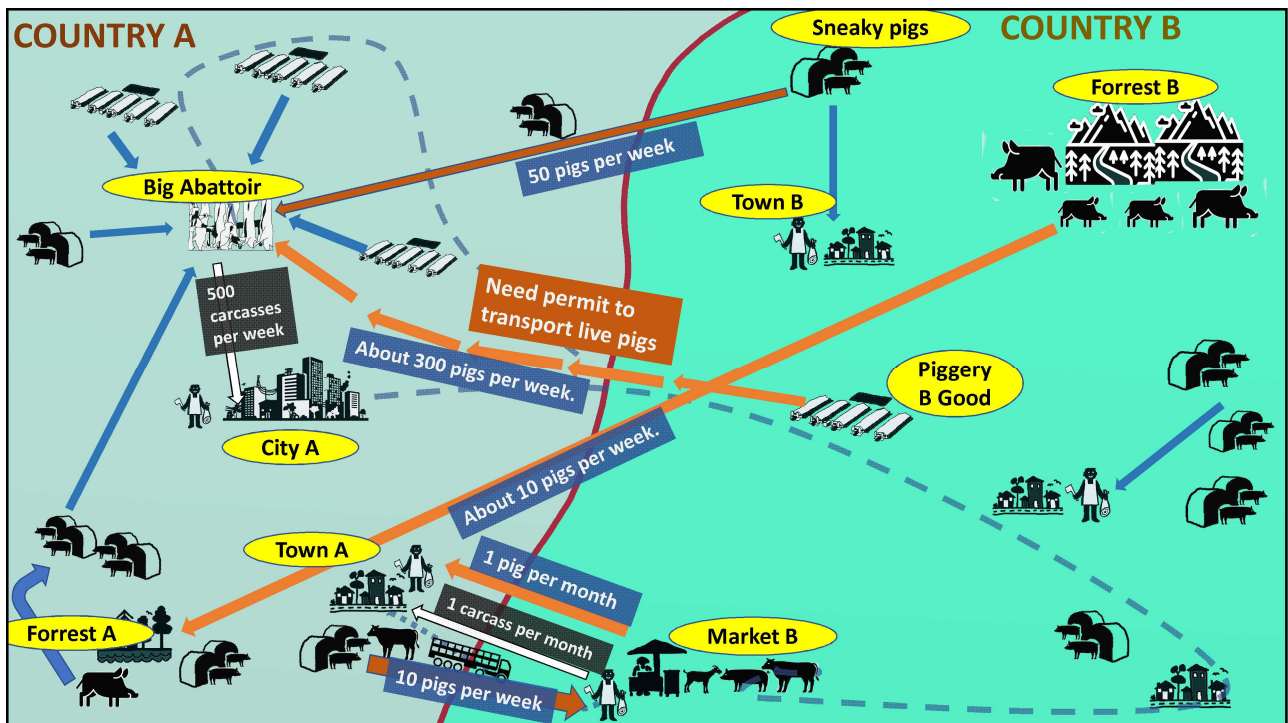 COUNTRY A
Sneaky pigs
COUNTRY B
Forrest B
50 pigs per week
Big Abattoir
Town B
500
carcasses
per week
Need permit to
transport live pigs
About 300 pigs per week.
Piggery
B Good
City A
About 10 pigs per week.
Town A
1 pig per month
1 carcass per month
Forrest A
Market B
10 pigs per week